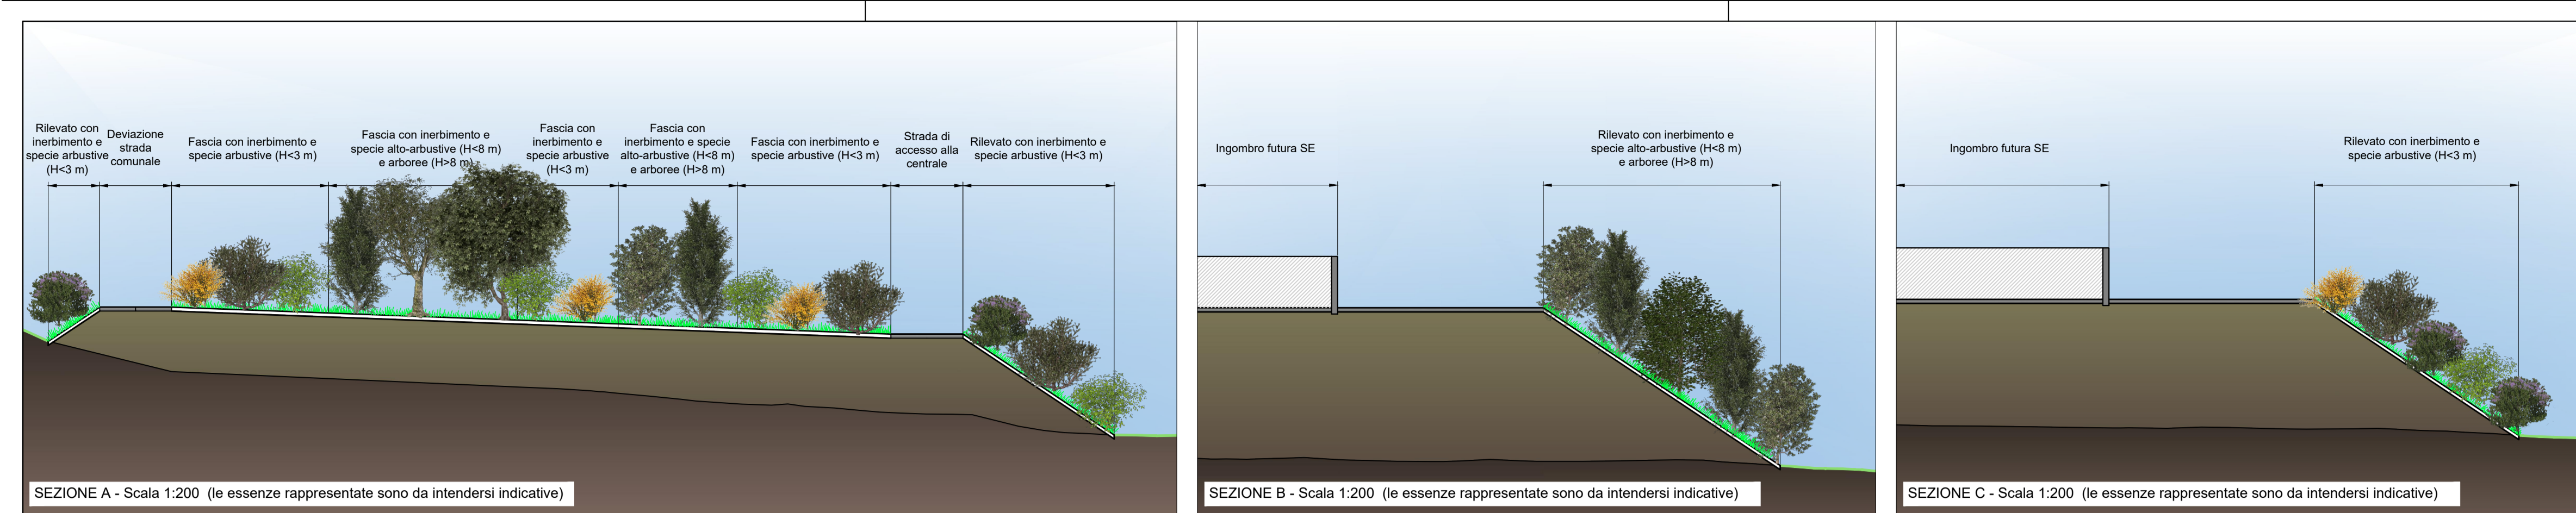 Rilevato con
inerbimento e
specie arbustive
(H<3 m)
Deviazione
strada
comunale
Fascia con inerbimento e
specie arbustive (H<3 m)
Fascia con inerbimento e
specie alto-arbustive (H<8 m)
e arboree (H>8 m)
Fascia con
inerbimento e
specie arbustive
(H<3 m)
Fascia con
inerbimento e specie
alto-arbustive (H<8 m)
e arboree (H>8 m)
Fascia con inerbimento e
specie arbustive (H<3 m)
Strada di
accesso alla
centrale
Rilevato con inerbimento e
specie arbustive (H<3 m)
SEZIONE A - Scala 1:200 (le essenze rappresentate sono da intendersi indicative)
Ingombro futura SE
Rilevato con inerbimento e
specie alto-arbustive (H<8 m)
e arboree (H>8 m)
SEZIONE B - Scala 1:200 (le essenze rappresentate sono da intendersi indicative)
Ingombro futura SE
Rilevato con inerbimento e
specie arbustive (H<3 m)
SEZIONE C - Scala 1:200 (le essenze rappresentate sono da intendersi indicative)